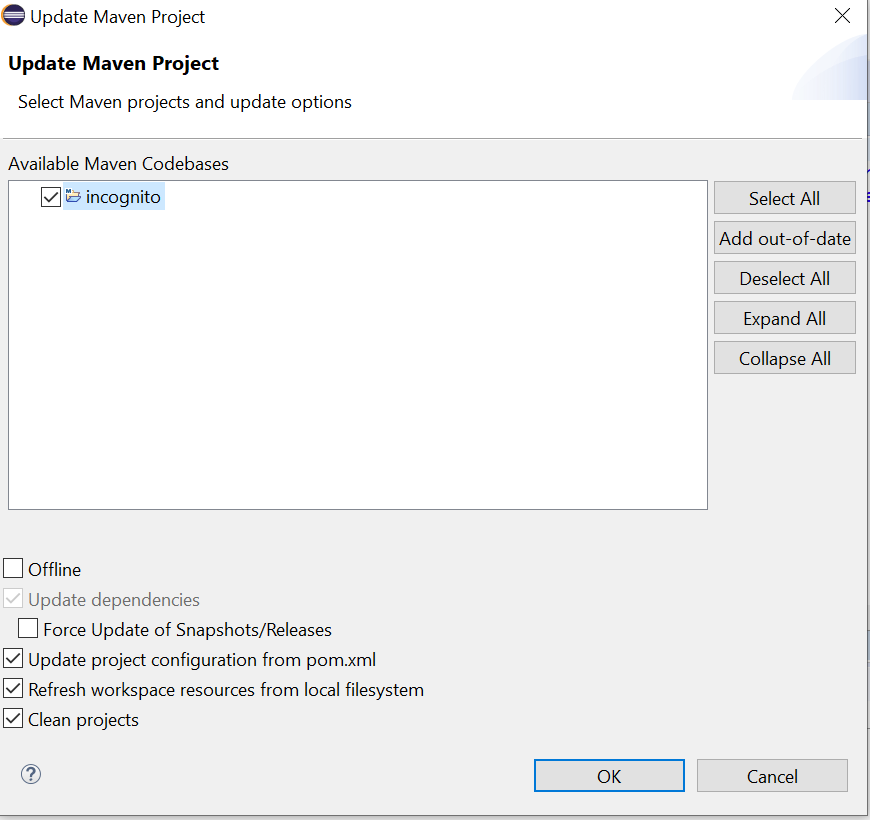 Update Maven Project
Update Maven Project
Select Maven projects and update options
Available Maven Codebases
incognito
Select All
Add out-of-date
Deselect All
Expand All
Collapse All
Offline
Update dependencies
Force Update of Snapshots/Releases
Update project configuration from pom.xml
Refresh workspace resources from local filesystem
Clean projects
?
OK
Cancel